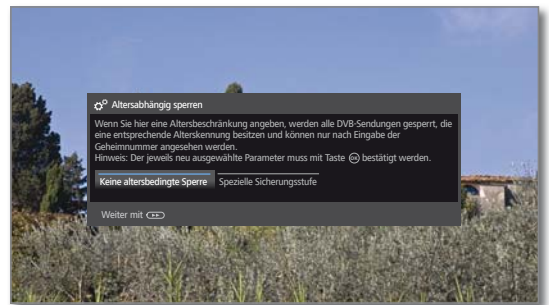 Altersabhängig sperren
Wenn Sie hier eine Altersbeschränkung angeben, werden alle DVB-Sendungen gesperrt, die
eine entsprechende Alterskennung besitzen und können nur nach Eingabe der
Geheimnummer angesehen werden.
Hinweis: Der jeweils neu ausgewählte Parameter muss mit Taste OK bestätigt werden.
Keine altersbedingte Sperre Spezielle Sicherungsstufe
Weiter mit